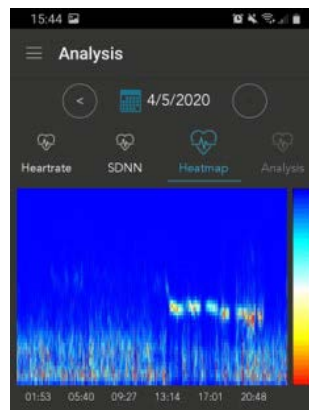 15:44
Analysis
< 4/5/2020
Heartrate SDNN Heatmap Analysis
01:53 05:40 09:27 13:14 17:01 20:48